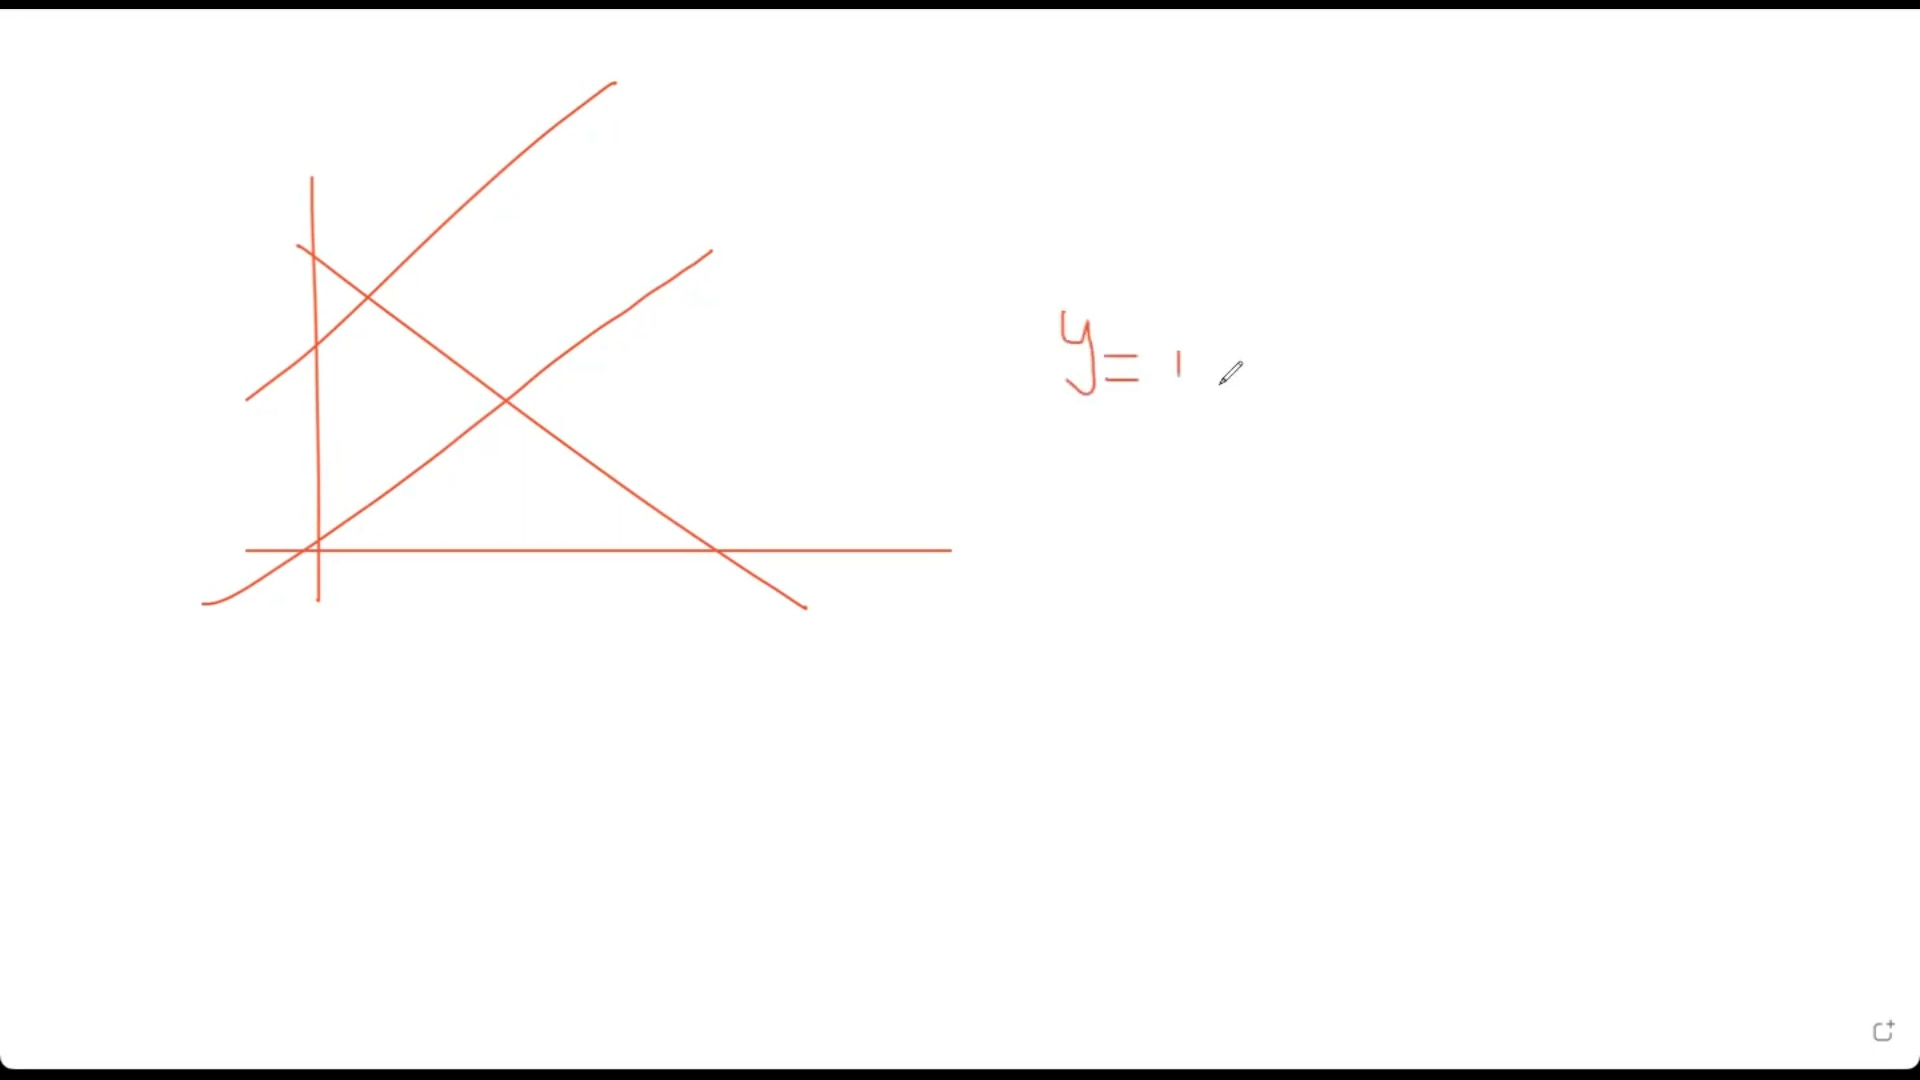 y = 1